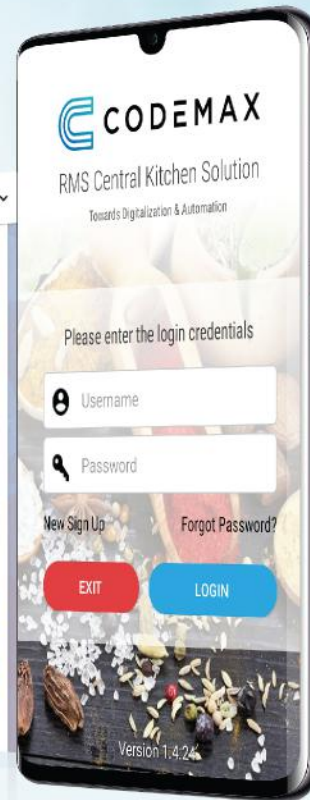 CODEMAX
RMS Central Kitchen Solution
Towards Digitalization & Automation
Please enter the login credentials
Username
Password
New Sign Up Forgot Password?
EXIT LOGIN
Version 1.4.24